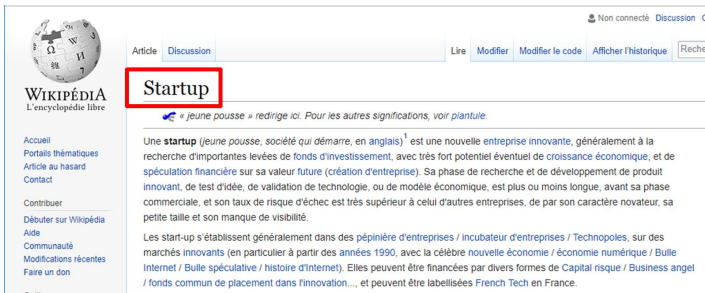 Non connecté Discussion
Article Discussion Lire Modifier Modifier le code Afficher l'historique
WIKIPÉDIA
L'encyclopédie libre
Startup
« jeune pousse » redirige ici. Pour les autres significations, voir plantule.
Accueil
Portails thématiques
Article au hasard
Contact
Contribuer
Débuter sur Wikipédia
Aide
Communauté
Modifications récentes
Faire un don
Une startup (jeune pousse, société qui démarre, en anglais)1 est une nouvelle entreprise innovante, généralement à la
recherche d'importantes levées de fonds d'investissement, avec très fort potentiel éventuel de croissance économique, et de
spéculation financière sur sa valeur future (création d'entreprise). Sa phase de recherche et de développement de produit
innovant, de test d'idée, de validation de technologie, ou de modèle économique, est plus ou moins longue, avant sa phase
commerciale, et son taux de risque d'échec est très supérieur à celui d'autres entreprises, de par son caractère novateur, sa
petite taille et son manque de visibilité.
Les start-up s'établissent généralement dans des pépinière d'entreprises / incubateur d'entreprises / Technopoles, sur des
marchés innovants (en particulier à partir des années 1990, avec la célèbre nouvelle économie / économie numérique / Bulle
Internet / Bulle spéculative / histoire d'Internet). Elles peuvent être financées par divers formes de Capital risque / Business angel
/ fonds commun de placement dans l'innovation..., et peuvent être labellisées French Tech en France.